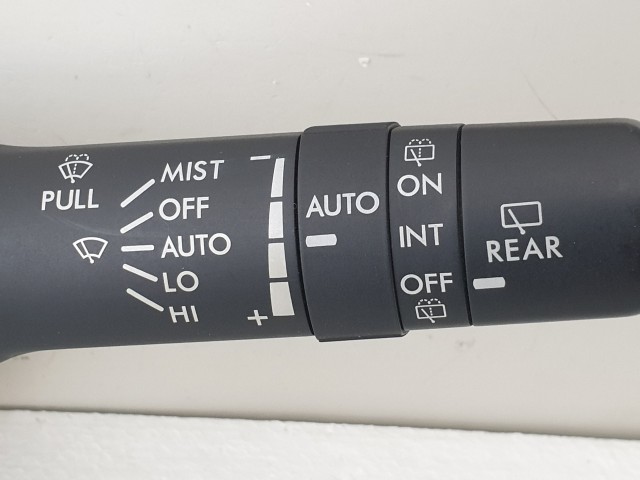 PULL
MIST
OFF
AUTO
LO
HI
− +
AUTO
ON
INT
OFF
REAR